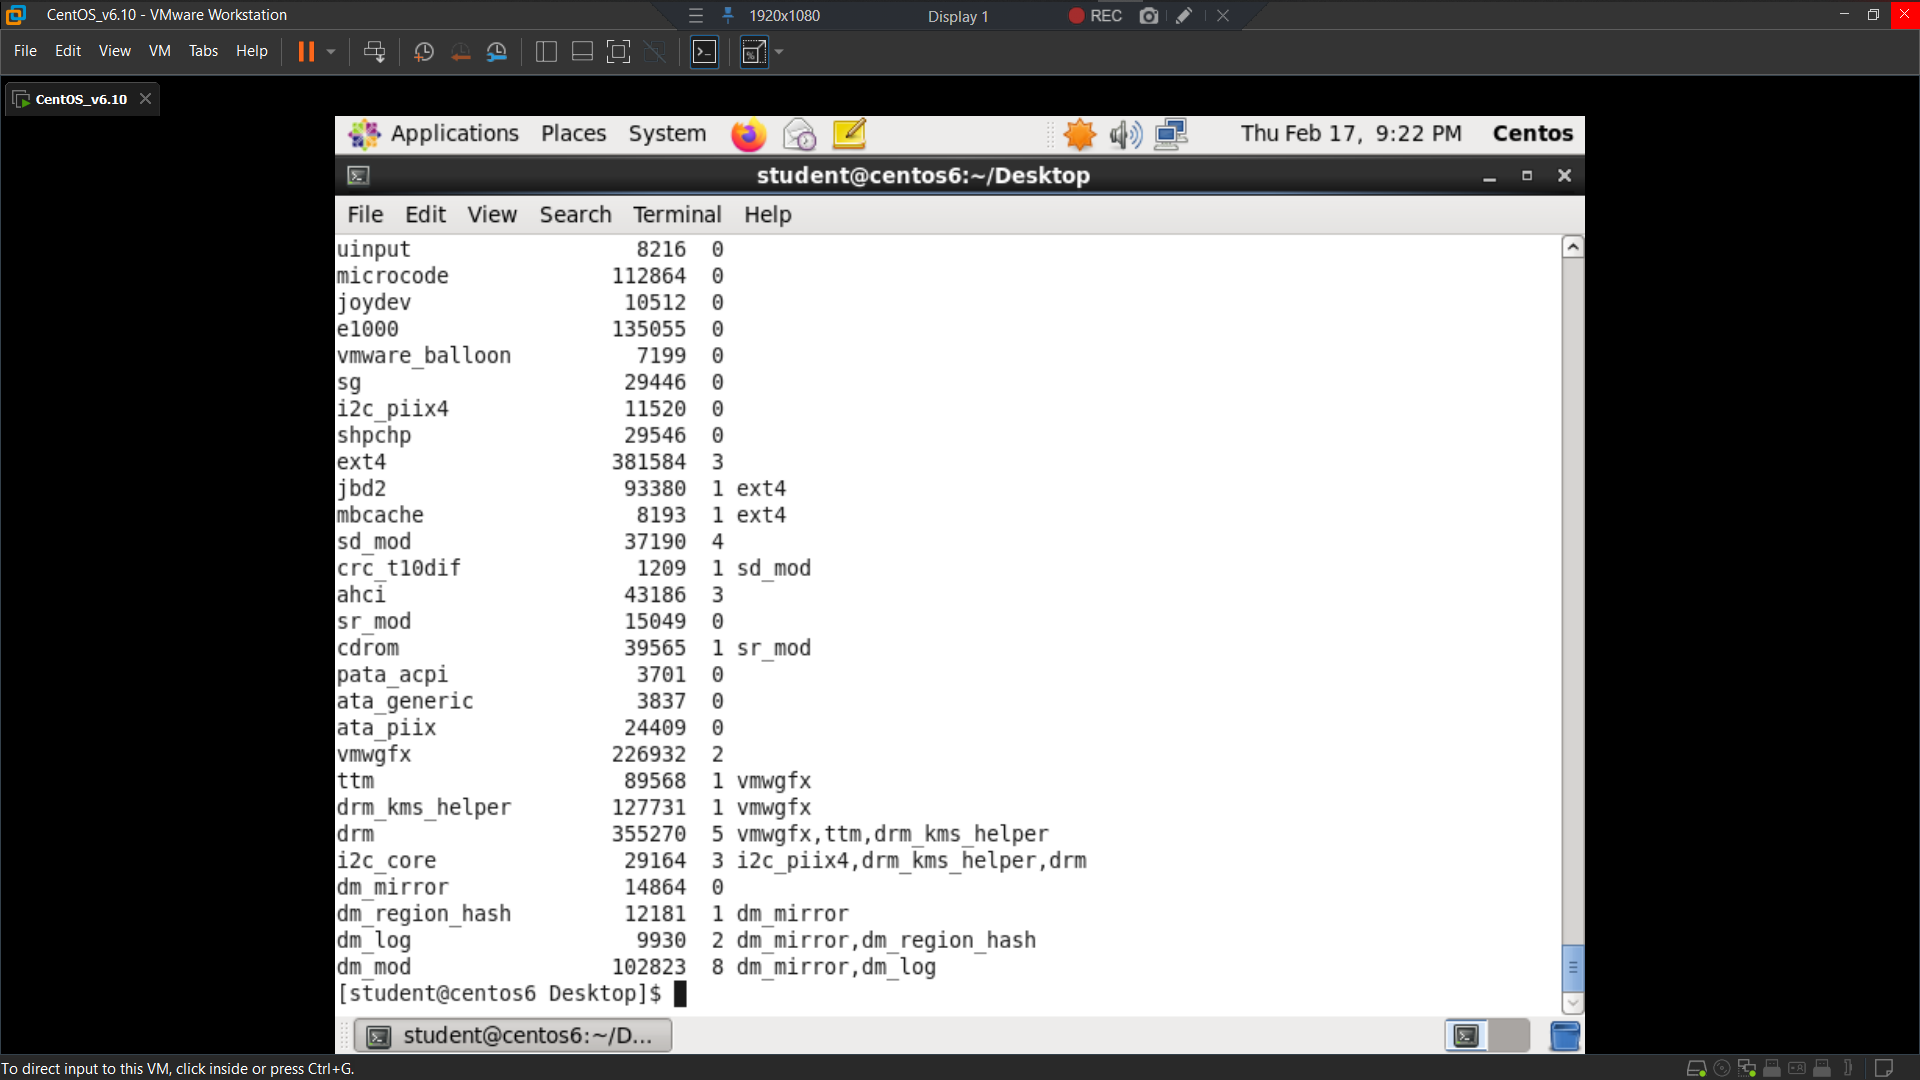 CentOS_v6.10 - VMware Workstation
1920x1080 Display 1 REC
File Edit View VM Tabs Help
CentOS_v6.10
Applications Places System Thu Feb 17, 9:22 PM Centos
student@centos6:~/Desktop
File Edit View Search Terminal Help
uinput 8216 0
microcode 112864 0
joydev 10512 0
e1000 135055 0
vmware_balloon 7199 0
sg 29446 0
i2c_piix4 11520 0
shpchp 29546 0
ext4 381584 3
jbd2 93380 1 ext4
mbcache 8193 1 ext4
sd_mod 37190 4
crc_t10dif 1209 1 sd_mod
ahci 43186 3
sr_mod 15049 0
cdrom 39565 1 sr_mod
pata_acpi 3701 0
ata_generic 3837 0
ata_piix 24409 0
vmwgfx 226932 2
ttm 89568 1 vmwgfx
drm_kms_helper 127731 1 vmwgfx
drm 355270 5 vmwgfx,ttm,drm_kms_helper
i2c_core 29164 3 i2c_piix4,drm_kms_helper,drm
dm_mirror 14864 0
dm_region_hash 12181 1 dm_mirror
dm_log 9930 2 dm_mirror,dm_region_hash
dm_mod 102823 8 dm_mirror,dm_log
[student@centos6 Desktop]$
student@centos6:~/D...
To direct input to this VM, click inside or press Ctrl+G.